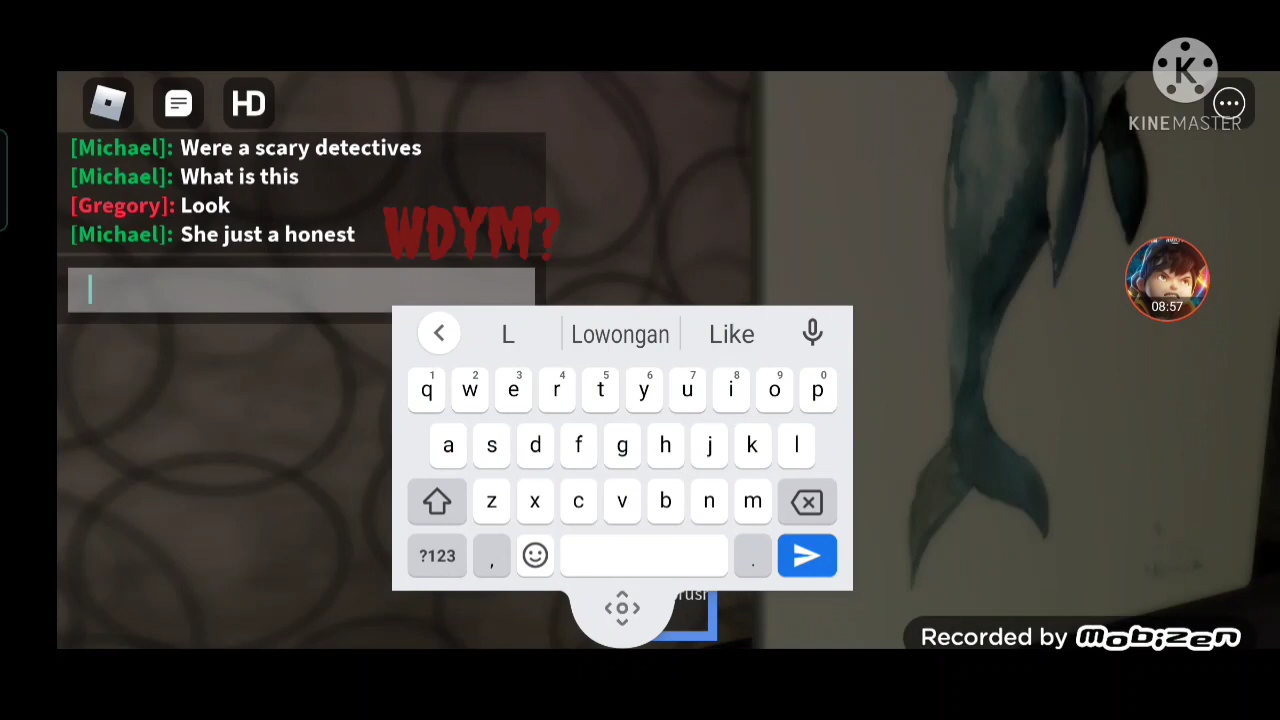 KINEMASTER
HD
[Michael]: Were a scary detectives
[Michael]: What is this
[Gregory]: Look
[Michael]: She just a honest
WDYM?
08:57
L Lowongan Like
1 2 3 4 5 6 7 8 9 0
q w e r t y u i o p
a s d f g h j k l
z x c v b n m
?123 , .
Recorded by mobizen